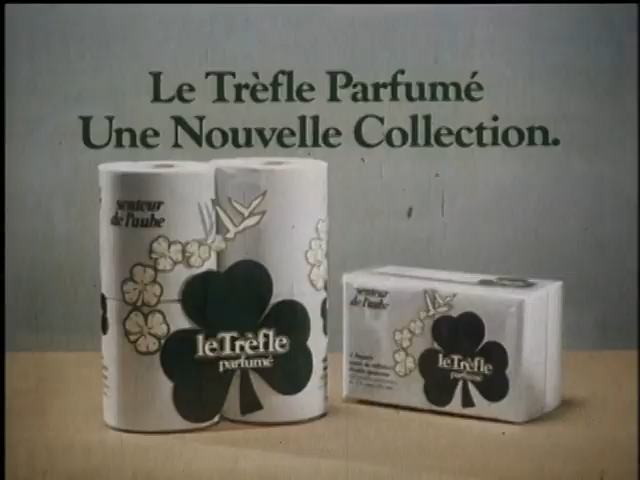 Le Trèfle Parfumé
Une Nouvelle Collection.
senteur
de l'aube
le Trèfle
parfumé
senteur
de l'aube
le Trèfle
parfumé